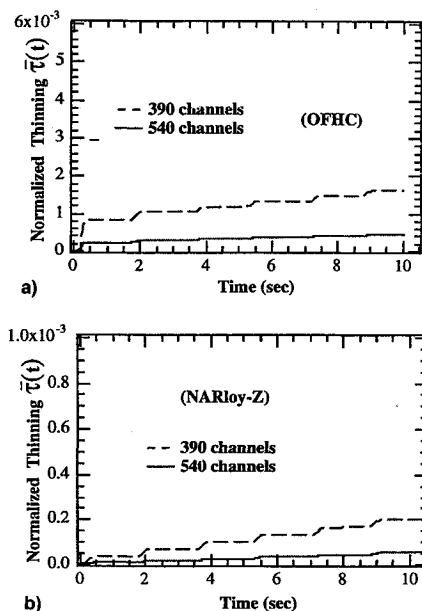 6x10⁻³
5
4
3
2
1
0
Normalized Thinning τ̄(t)
390 channels
540 channels
(OFHC)
0 2 4 6 8 10
Time (sec)
a)
1.0x10⁻³
0.8
0.6
0.4
0.2
0.0
Normalized Thinning τ̄(t)
(NARloy-Z)
390 channels
540 channels
0 2 4 6 8 10
Time (sec)
b)